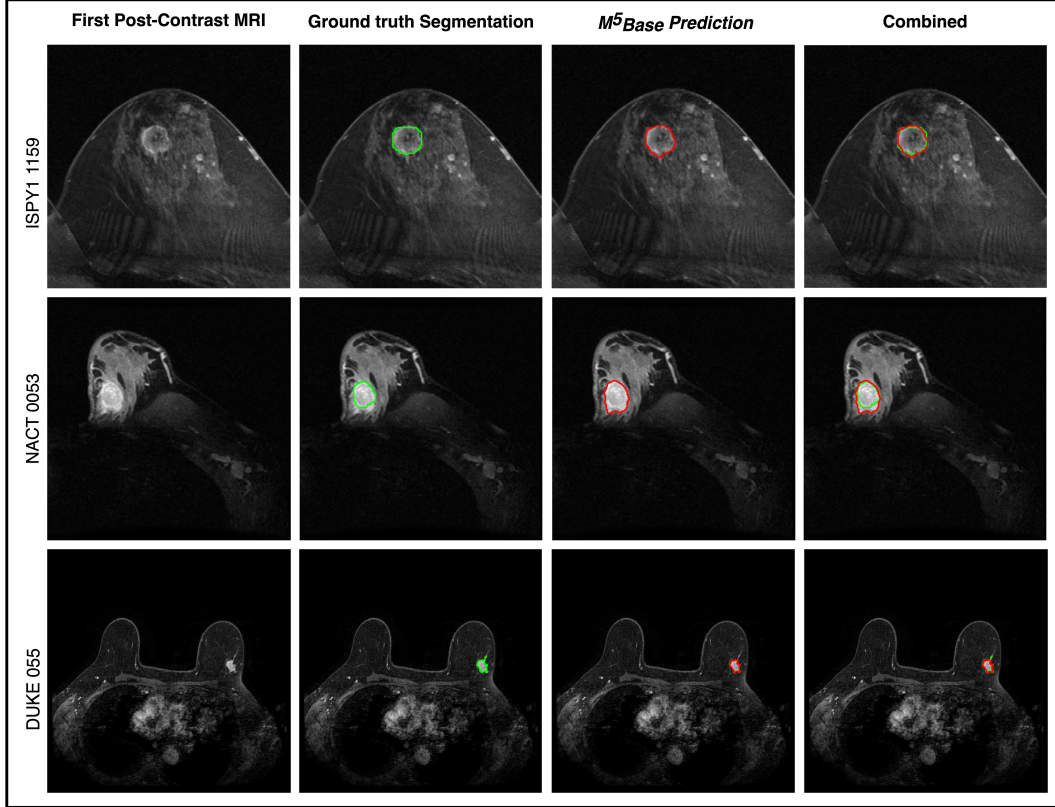 First Post-Contrast MRI
Ground truth Segmentation
M⁵Base Prediction
Combined
ISPY1 1159
NACT 0053
DUKE 055